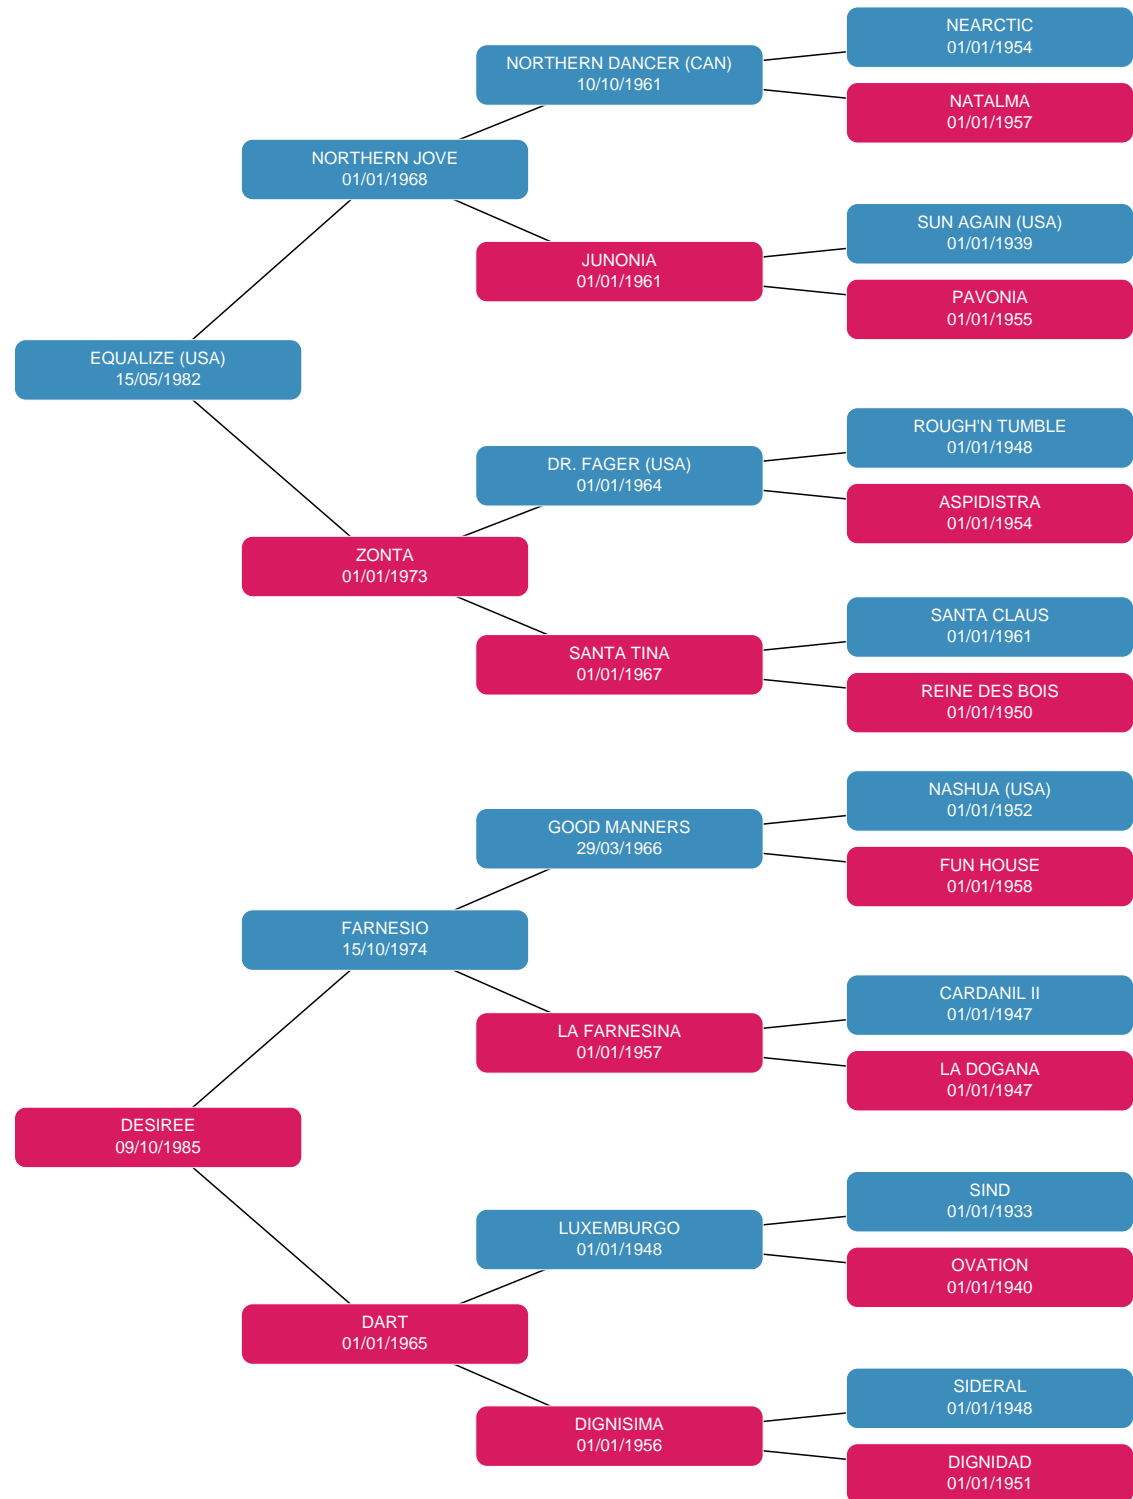 NEARCTIC
01/01/1954
NORTHERN DANCER (CAN)
10/10/1961
NATALMA
01/01/1957
NORTHERN JOVE
01/01/1968
SUN AGAIN (USA)
01/01/1939
JUNONIA
01/01/1961
PAVONIA
01/01/1955
EQUALIZE (USA)
15/05/1982
ROUGH'N TUMBLE
01/01/1948
DR. FAGER (USA)
01/01/1964
ASPIDISTRA
01/01/1954
ZONTA
01/01/1973
SANTA CLAUS
01/01/1961
SANTA TINA
01/01/1967
REINE DES BOIS
01/01/1950
NASHUA (USA)
01/01/1952
GOOD MANNERS
29/03/1966
FUN HOUSE
01/01/1958
FARNESIO
15/10/1974
CARDANIL II
01/01/1947
LA FARNESINA
01/01/1957
LA DOGANA
01/01/1947
DESIREE
09/10/1985
SIND
01/01/1933
LUXEMBURGO
01/01/1948
OVATION
01/01/1940
DART
01/01/1965
SIDERAL
01/01/1948
DIGNISIMA
01/01/1956
DIGNIDAD
01/01/1951